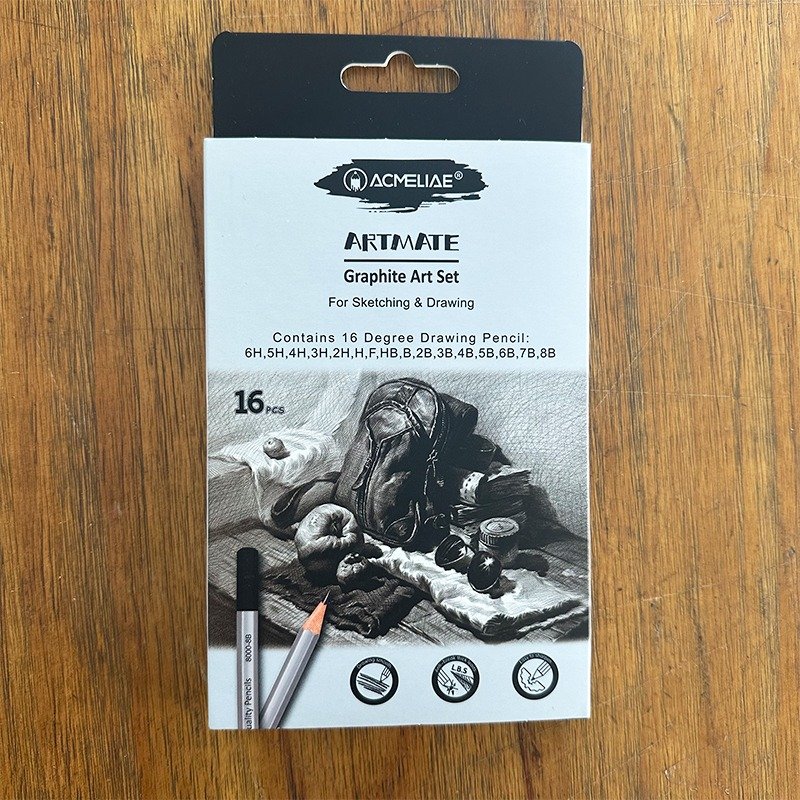 ACMELIAE®
ARTMATE
Graphite Art Set
For Sketching & Drawing
Contains 16 Degree Drawing Pencil:
6H,5H,4H,3H,2H,H,F,HB,B,2B,3B,4B,5B,6B,7B,8B
16PCS
8000-8B
uality Pencils
L.B.S